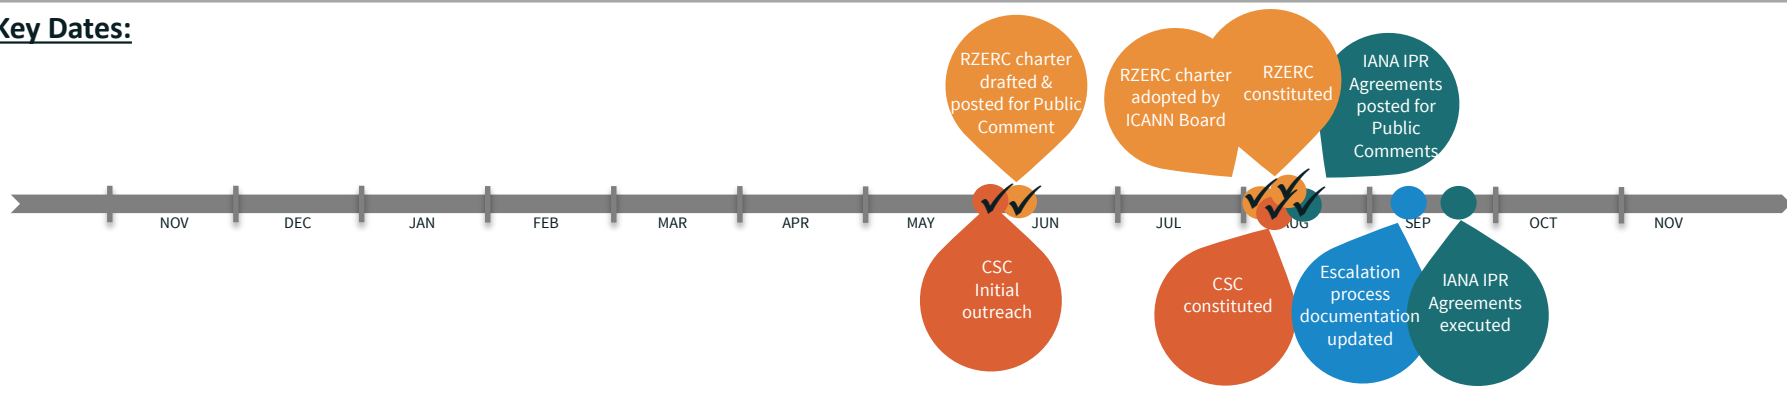 Key Dates:
RZERC charter
drafted &
posted for Public
Comment
RZERC charter
adopted by
ICANN Board
RZERC
constituted
IANA IPR
Agreements
posted for
Public
Comments
NOV DEC JAN FEB MAR APR MAY JUN JUL AUG SEP OCT NOV
CSC
Initial
outreach
CSC
constituted
Escalation
process
documentation
updated
IANA IPR
Agreements
executed